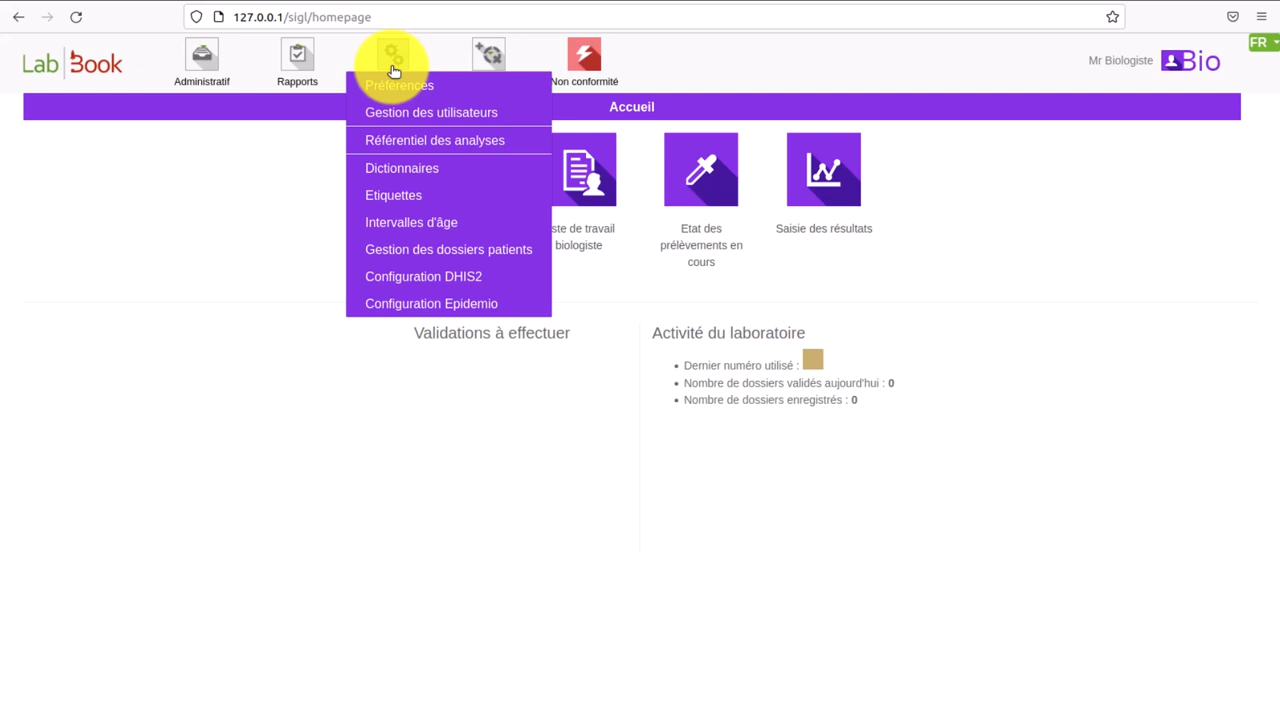 127.0.0.1/sigl/homepage
FR
Lab Book
Administratif
Rapports
Non conformité
Mr Biologiste
Bio
Accueil
Préférences
Gestion des utilisateurs
Référentiel des analyses
Dictionnaires
Etiquettes
Intervalles d'âge
Gestion des dossiers patients
Configuration DHIS2
Configuration Epidemio
de travail
biologiste
Etat des
prélèvements en
cours
Saisie des résultats
Validations à effectuer
Activité du laboratoire
Dernier numéro utilisé :
Nombre de dossiers validés aujourd'hui : 0
Nombre de dossiers enregistrés : 0